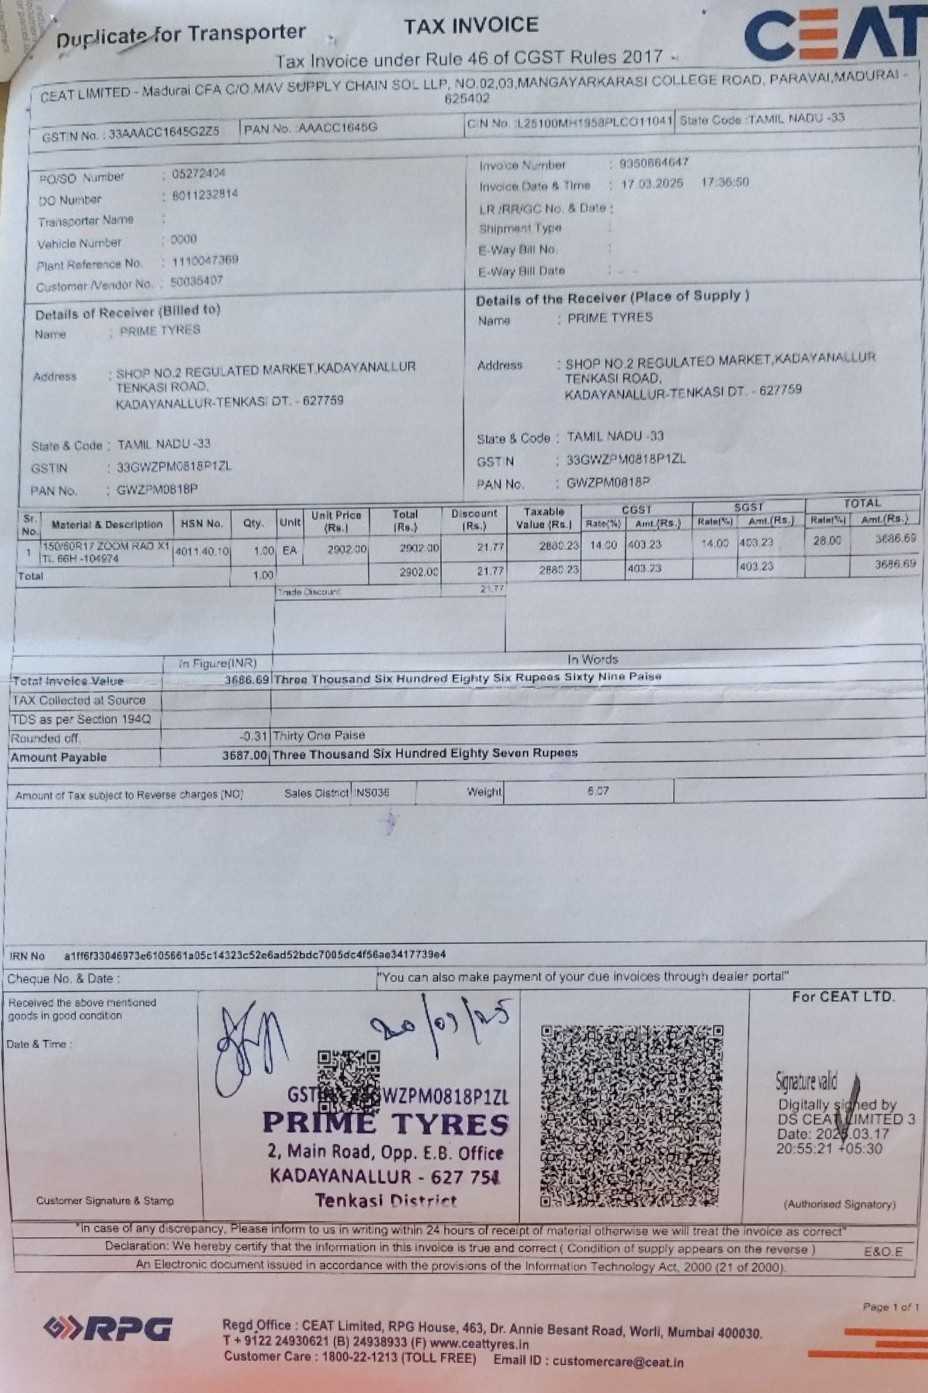 Duplicate for Transporter
TAX INVOICE
CEAT
Tax Invoice under Rule 46 of CGST Rules 2017 -
CEAT LIMITED - Madurai CFA C/O MAV SUPPLY CHAIN SOL LLP, NO.02,03,MANGAYARKARASI COLLEGE ROAD, PARAVAI,MADURAI -
625402
GSTIN No. : 33AAACC1645G2Z5 PAN No. :AAACC1645G CIN No. :L25100MH1958PLCO11041 State Code :TAMIL NADU -33
PO/SO Number : 05272404
DO Number : 8011232814
Transporter Name :
Vehicle Number : 0000
Plant Reference No. : 1110047369
Customer /Vendor No. : 50035407
Invoice Number : 9350864647
Invoice Date & Time : 17.03.2025 17:36:50
LR /RR/GC No. & Date :
Shipment Type :
E-Way Bill No. :
E-Way Bill Date : - -
Details of Receiver (Billed to)
Name : PRIME TYRES
Address : SHOP NO.2 REGULATED MARKET,KADAYANALLUR
TENKASI ROAD,
KADAYANALLUR-TENKASI DT. - 627759
State & Code : TAMIL NADU -33
GSTIN : 33GWZPM0818P1ZL
PAN No. : GWZPM0818P
Details of the Receiver (Place of Supply )
Name : PRIME TYRES
Address : SHOP NO.2 REGULATED MARKET,KADAYANALLUR
TENKASI ROAD,
KADAYANALLUR-TENKASI DT. - 627759
State & Code : TAMIL NADU -33
GSTIN : 33GWZPM0818P1ZL
PAN No. : GWZPM0818P
Sr. No. Material & Description HSN No. Qty. Unit Unit Price (Rs.) Total (Rs.) Discount (Rs.) Taxable Value (Rs.) CGST Rate(%) Amt.(Rs.) SGST Rate(%) Amt.(Rs.) TOTAL Rate(%) Amt.(Rs.)
1 150/60R17 ZOOM RAD X1 4011.40.10 1.00 EA 2902.00 2902.00 21.77 2880.23 14.00 403.23 14.00 403.23 28.00 3686.69
TL 66H -104974
Total 1.00 2902.00 21.77 2880.23 403.23 403.23 3686.69
Trade Discount 21.77
In Figure(INR) In Words
Total Invoice Value 3686.69 Three Thousand Six Hundred Eighty Six Rupees Sixty Nine Paise
TAX Collected at Source
TDS as per Section 194Q
Rounded off. -0.31 Thirty One Paise
Amount Payable 3687.00 Three Thousand Six Hundred Eighty Seven Rupees
Amount of Tax subject to Reverse charges (NO) Sales District INS036 Weight 6.07
IRN No a1ff6f33046973e6105661a05c14323c52e6ad52bdc7005dc4f56ae3417739e4
Cheque No. & Date : "You can also make payment of your due invoices through dealer portal"
Received the above mentioned
goods in good condition
Date & Time :
Customer Signature & Stamp
20/03/25
GST GWZPM0818P1ZL
PRIME TYRES
2, Main Road, Opp. E.B. Office
KADAYANALLUR - 627 751
Tenkasi District
For CEAT LTD.
Signature valid
Digitally signed by
DS CEAT LIMITED 3
Date: 2025.03.17
20:55:21 +05:30
(Authorised Signatory)
"In case of any discrepancy, Please inform to us in writing within 24 hours of receipt of material otherwise we will treat the invoice as correct"
Declaration: We hereby certify that the information in this invoice is true and correct ( Condition of supply appears on the reverse ) E&O.E
An Electronic document issued in accordance with the provisions of the Information Technology Act, 2000 (21 of 2000).
Page 1 of 1
RPG
Regd Office : CEAT Limited, RPG House, 463, Dr. Annie Besant Road, Worli, Mumbai 400030.
T + 9122 24930621 (B) 24938933 (F) www.ceattyres.in
Customer Care : 1800-22-1213 (TOLL FREE) Email ID : customercare@ceat.in